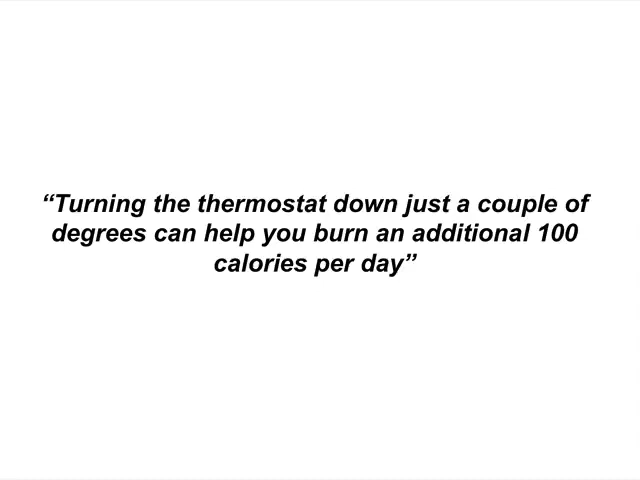 “Turning the thermostat down just a couple of
degrees can help you burn an additional 100
calories per day”